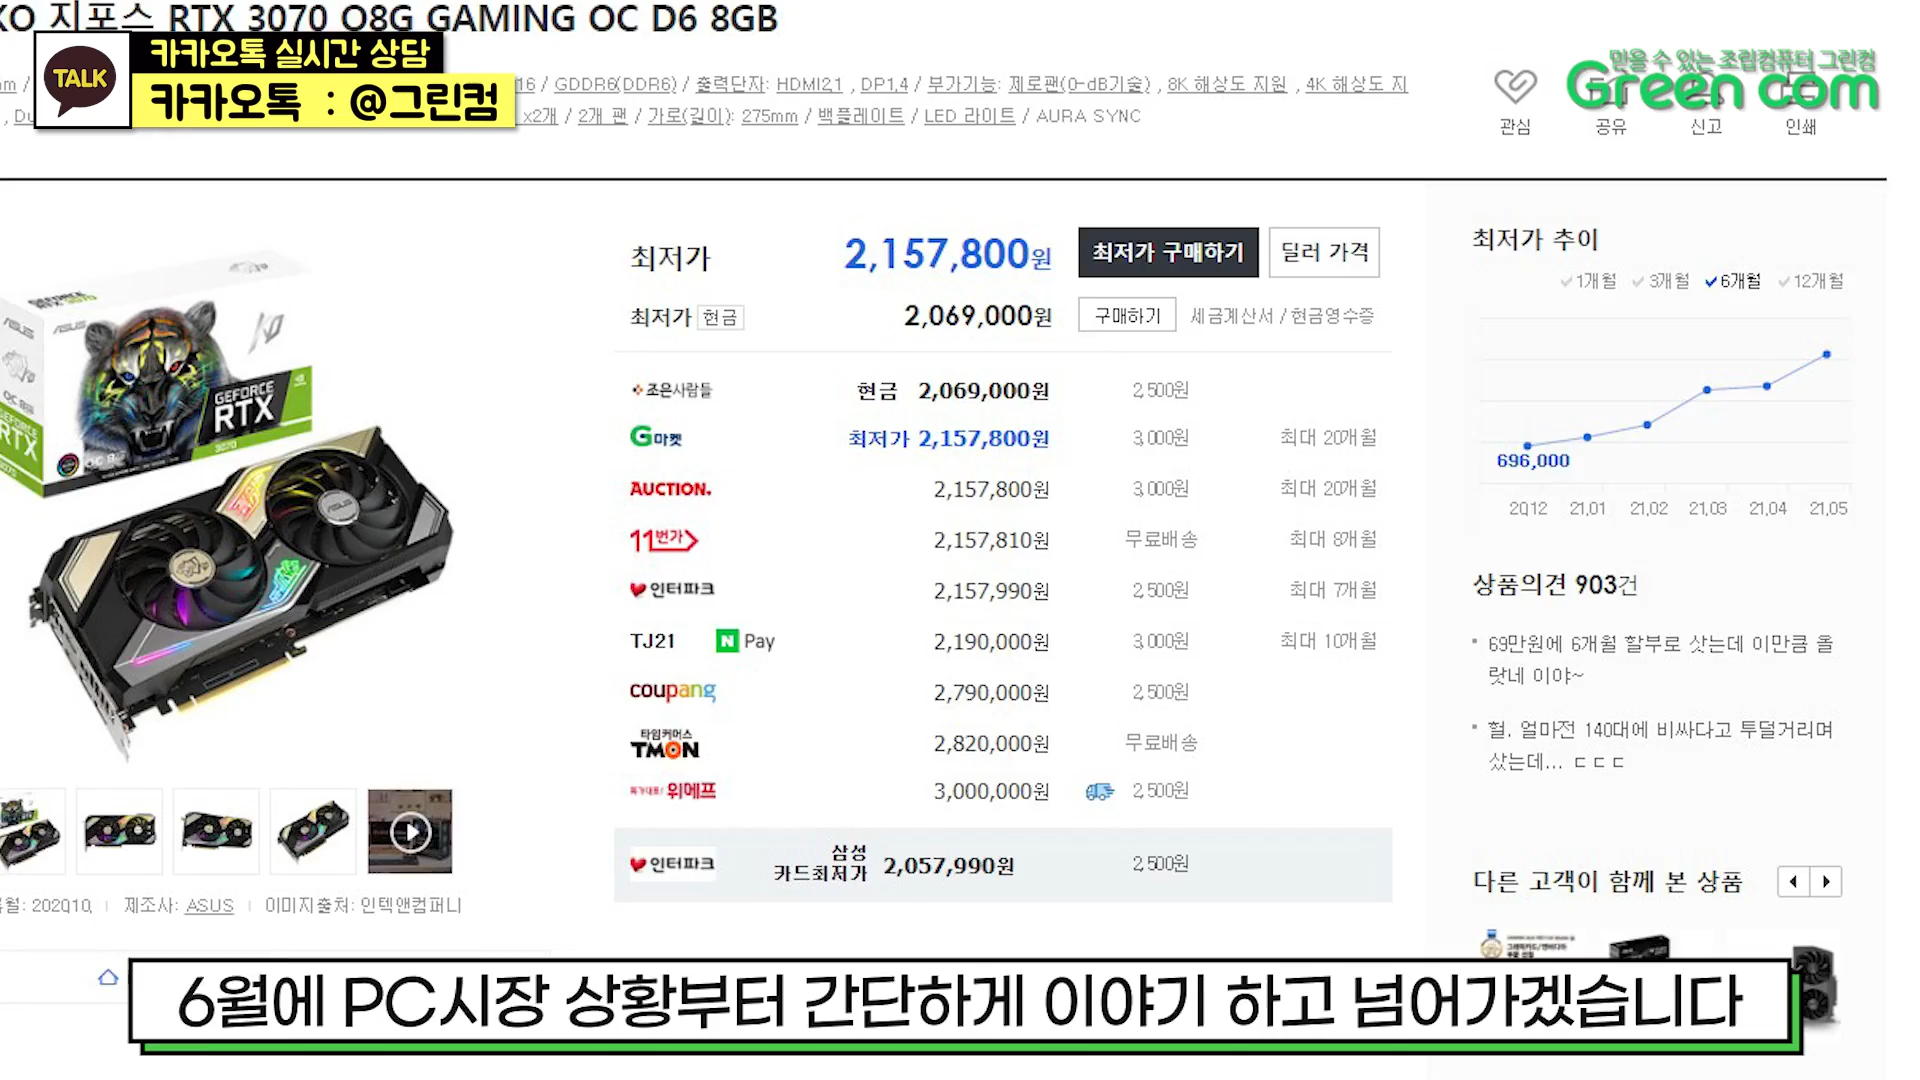 KO 지포스 RTX 3070 O8G GAMING OC D6 8GB
TALK
카카오톡 실시간 상담
카카오톡 : @그린컴
믿을 수 있는 조립컴퓨터 그린컴
Green com
16 / GDDR6(DDR6) / 출력단자: HDMI2.1 , DP1.4 / 부가기능: 제로팬(0-dB기술) , 8K 해상도 지원 , 4K 해상도 지
x2개 / 2개 팬 / 가로(길이): 275mm / 백플레이트 / LED 라이트 / AURA SYNC
관심
공유
신고
인쇄
최저가 2,157,800원 최저가 구매하기 딜러 가격
최저가 현금 2,069,000원 구매하기 세금계산서 / 현금영수증
조은사람들 현금 2,069,000원 2,500원
G마켓 최저가 2,157,800원 3,000원 최대 20개월
AUCTION. 2,157,800원 3,000원 최대 20개월
11번가 2,157,810원 무료배송 최대 8개월
인터파크 2,157,990원 2,500원 최대 7개월
TJ21 N Pay 2,190,000원 3,000원 최대 10개월
coupang 2,790,000원 2,500원
타임커머스
TMON 2,820,000원 무료배송
특가대표! 위메프 3,000,000원 2,500원
인터파크 삼성
카드최저가 2,057,990원 2,500원
최저가 추이
1개월 3개월 6개월 12개월
696,000
20.12 21.01 21.02 21.03 21.04 21.05
상품의견 903건
69만원에 6개월 할부로 삿는데 이만큼 올
랏네 이야~
헐. 얼마전 140대에 비싸다고 투덜거리며
샀는데... ㄷㄷㄷ
다른 고객이 함께 본 상품
ASUS
ASUS
GEFORCE
RTX 3070
KO
GEFORCE
RTX
3070
OC 8GB
RTX
ASUS
월: 2020.10. 제조사: ASUS 이미지출처: 인텍앤컴퍼니
6월에 PC시장 상황부터 간단하게 이야기 하고 넘어가겠습니다